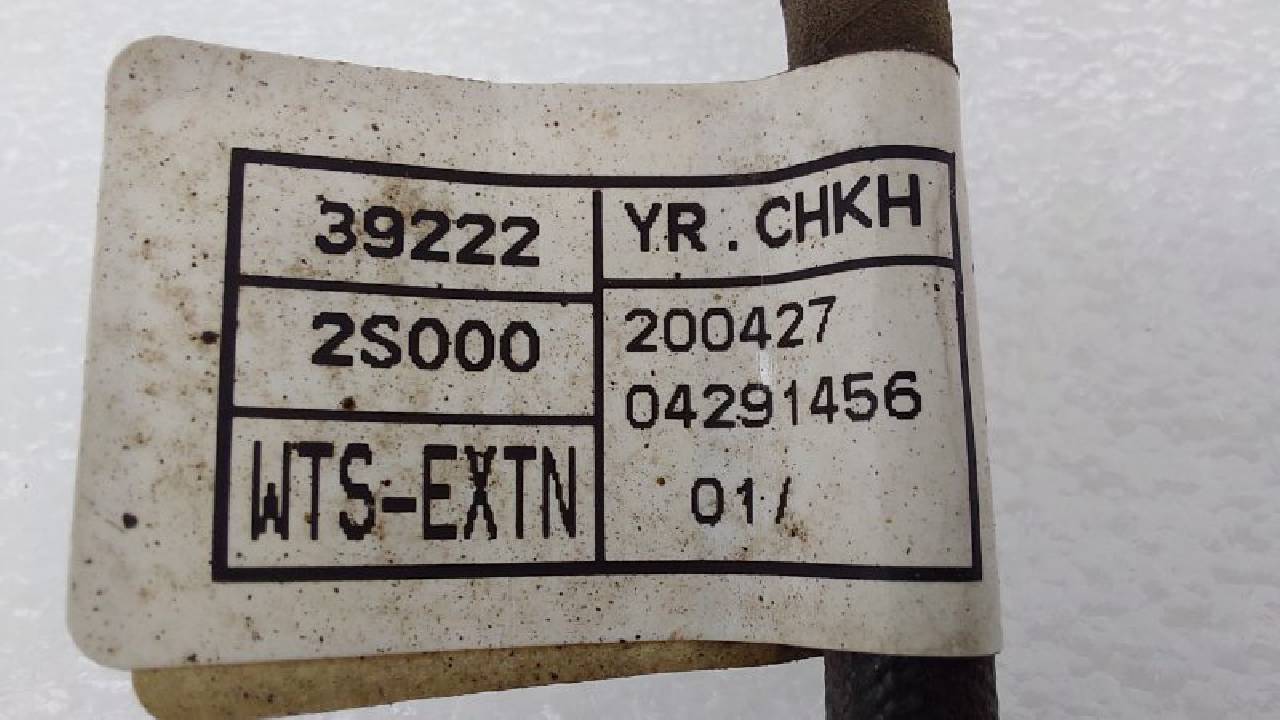 39222
2S000
WTS-EXTN
YR.CHKH
200427
04291456
01/